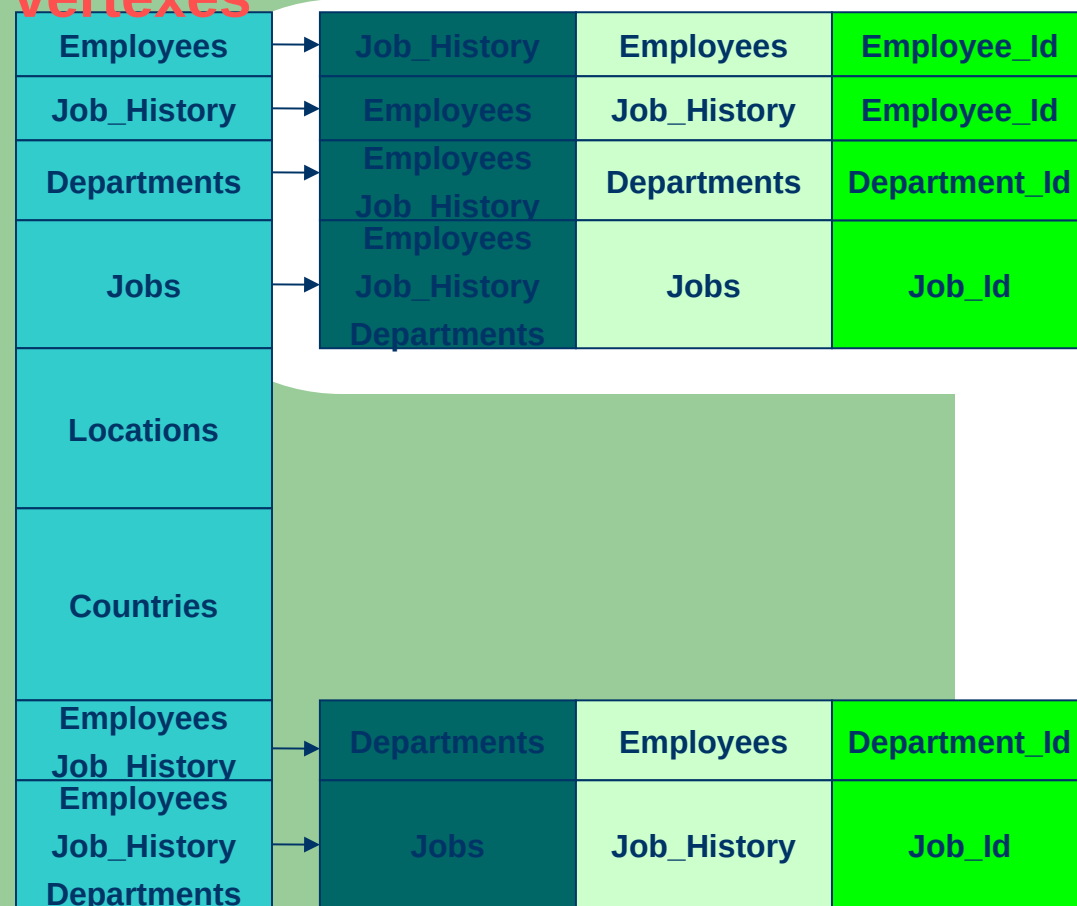 Vertexes
Employees Job_History Employees Employee_Id
Job_History Employees Job_History Employee_Id
Departments Employees Job_History Departments Department_Id
Jobs Employees Job_History Departments Jobs Job_Id
Locations
Countries
Employees Job_History Departments Employees Department_Id
Employees Job_History Departments Jobs Job_History Job_Id